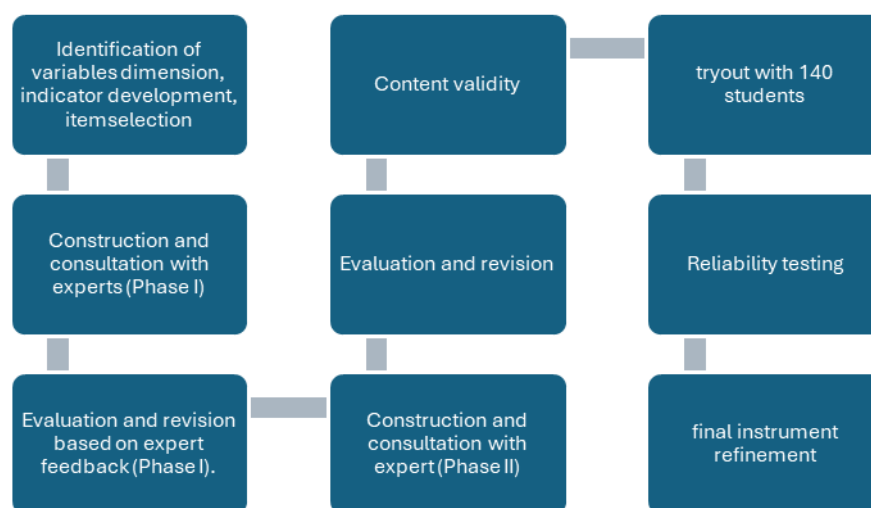 Identification of
variables dimension,
indicator development,
itemselection
Construction and
consultation with
experts (Phase I)
Evaluation and revision
based on expert
feedback (Phase I).
Construction and
consultation with
expert (Phase II)
Evaluation and revision
Content validity
tryout with 140
students
Reliability testing
final instrument
refinement